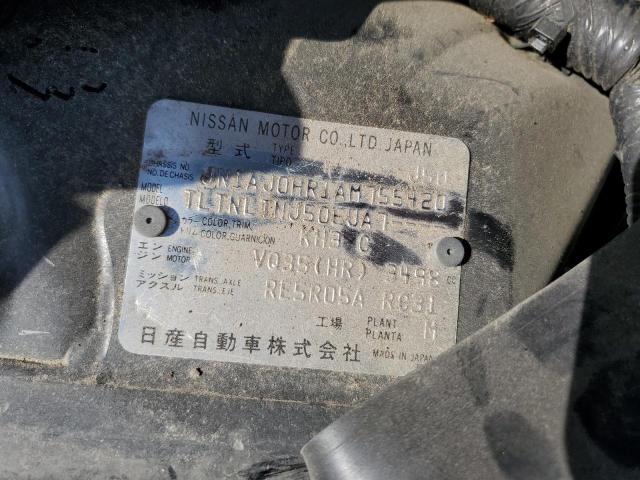 NISSAN MOTOR CO.,LTD. JAPAN
型式 TYPE TIPO J50
CHASSIS NO. NO. DE CHASIS JN1AJ0HR1AM755420
MODEL MODELO TLTNLTNJ50EUA7---
カラー COLOR, TRIM COLOR, GUARNICION KH3 G
エンジン ENGINE MOTOR VQ35(HR) 3498 CC
ミッション アクスル TRANS. AXLE TRANS. EJE RE5R05A RC31
工場 PLANT PLANTA M
日産自動車株式会社 MADE IN JAPAN